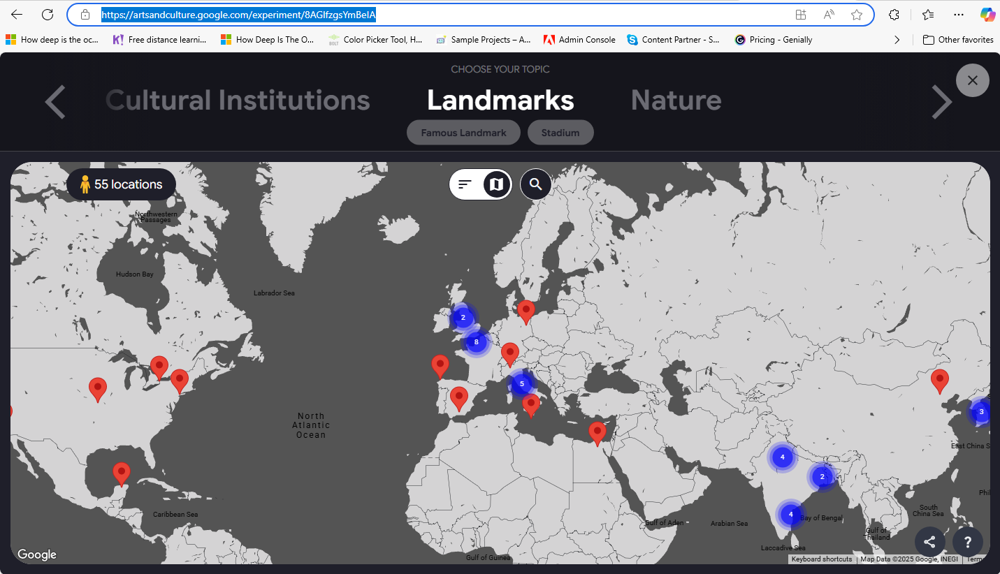 https://artsandculture.google.com/experiment/8AGlfzgsYmBeIA
How deep is the oc...
K! Free distance learni...
How Deep Is The O...
BOLT Color Picker Tool, H...
Sample Projects – A...
Admin Console
Content Partner - S...
Pricing - Genially
Other favorites
CHOOSE YOUR TOPIC
Cultural Institutions
Landmarks
Nature
Famous Landmark
Stadium
55 locations
Northwestern
Passages
Hudson Bay
Labrador Sea
2
8
5
3
North
Atlantic
Ocean
East China S
4
2
4
Caribbean Sea
Gulf of Aden
Arabian Sea
Bay of Bengal
South
China Sea
Phil
Gulf of
Thailand
Laccadive Sea
Gulf of Guinea
?
Google
Keyboard shortcuts
Map Data ©2025 Google, INEGI
Term